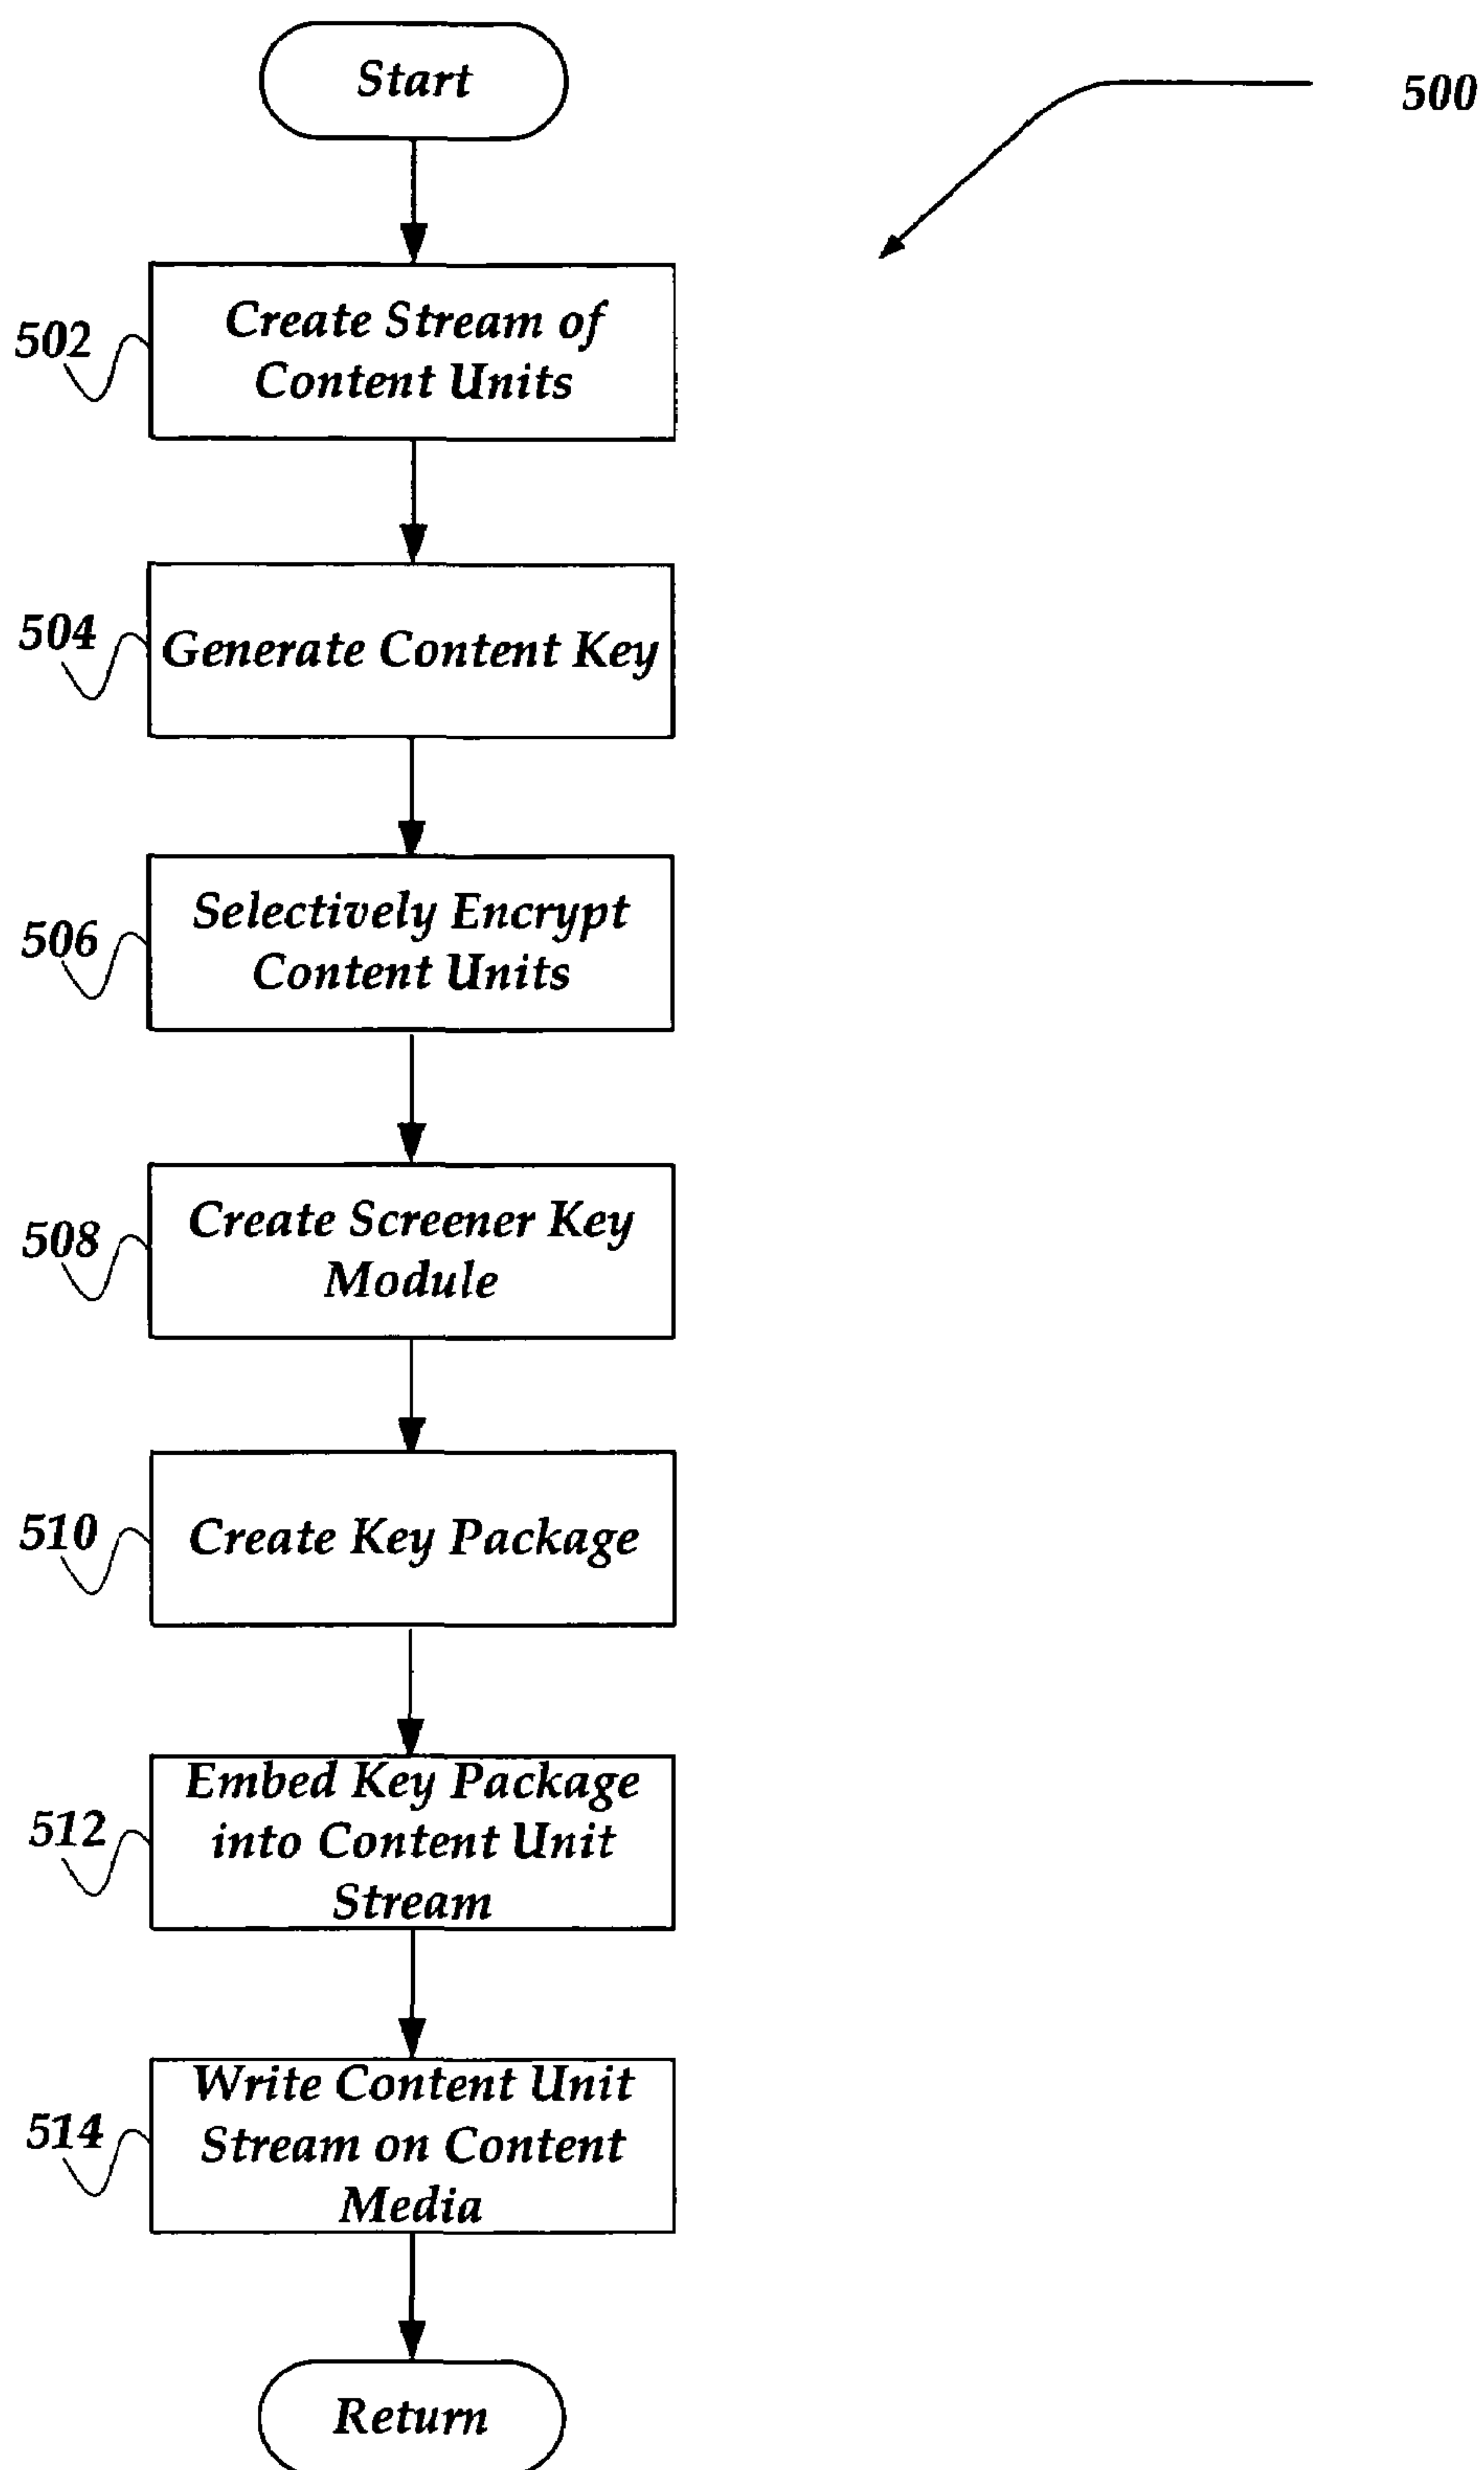 Start
500
502
Create Stream of
Content Units
504
Generate Content Key
506
Selectively Encrypt
Content Units
508
Create Screener Key
Module
510
Create Key Package
512
Embed Key Package
into Content Unit
Stream
514
Write Content Unit
Stream on Content
Media
Return